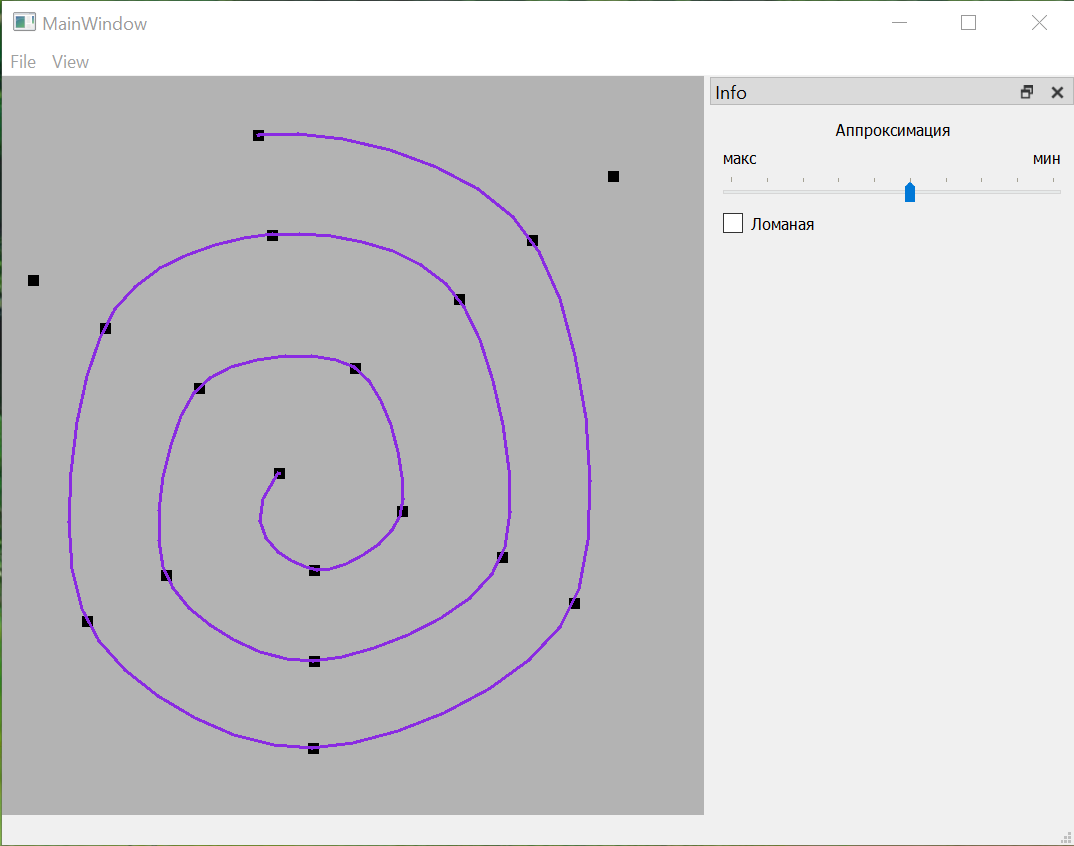 MainWindow
File View
Info
Аппроксимация
макс мин
Ломаная